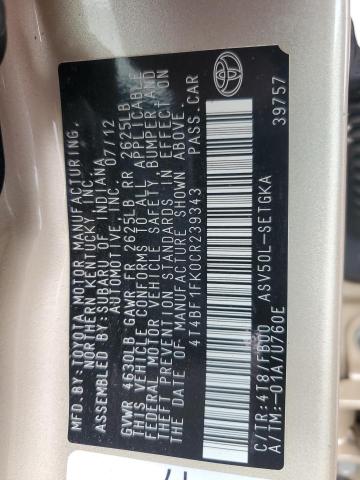 MFD.BY:TOYOTA MOTOR MANUFACTURING,
NORTHERN KENTUCKY, INC.
ASSEMBLED BY:SUBARU OF INDIANA
AUTOMOTIVE,INC. 07/12
GVWR 4630LB GAWR FR 2625LB RR 2625LB
THIS VEHICLE CONFORMS TO ALL APPLICABLE
FEDERAL MOTOR VEHICLE SAFETY BUMPER AND
THEFT PREVENTION STANDARDS IN EFFECT ON
THE DATE OF MANUFACTURE SHOWN ABOVE.
4T4BF1FK0CR239343 PASS.CAR
C/TR:4T8/FB40 ASV50L-SETGKA
A/TM:-01A/U760E 39757
TOYOTA